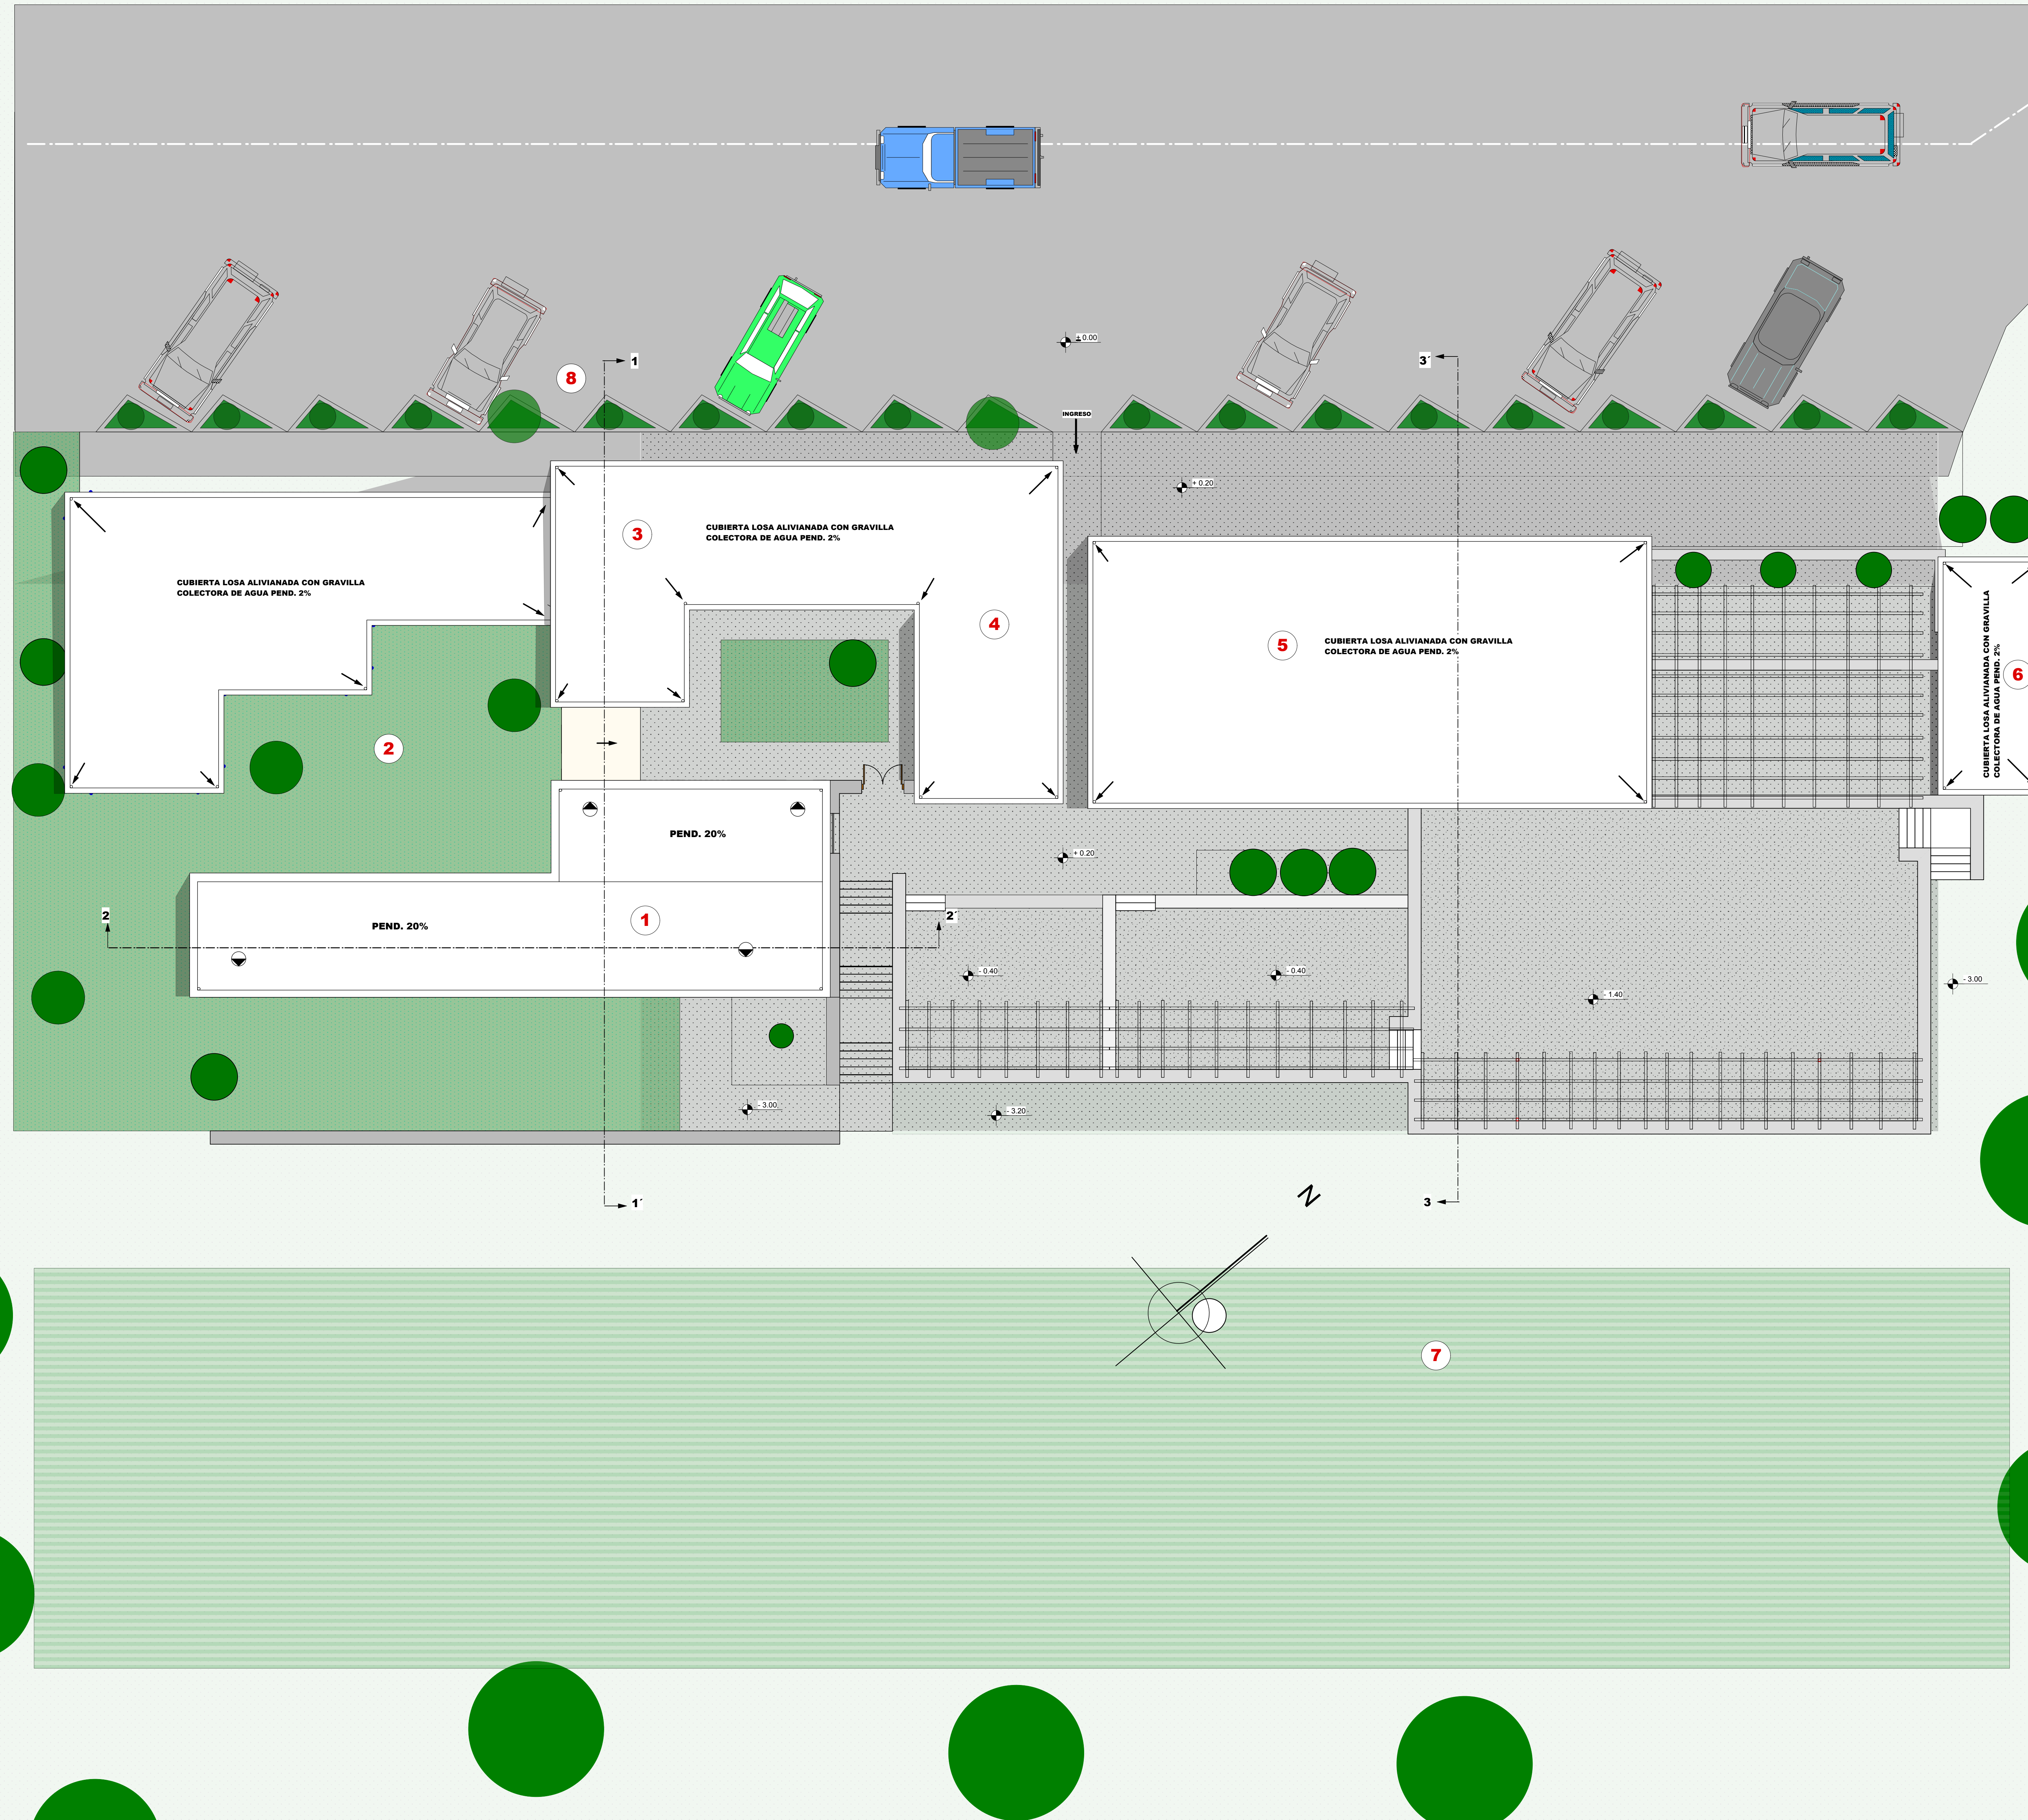 ± 0.00
1
3´
8
INGRESO
+ 0.20
CUBIERTA LOSA ALIVIANADA CON GRAVILLA
COLECTORA DE AGUA PEND. 2%
3
CUBIERTA LOSA ALIVIANADA CON GRAVILLA
COLECTORA DE AGUA PEND. 2%
4
5
CUBIERTA LOSA ALIVIANADA CON GRAVILLA
COLECTORA DE AGUA PEND. 2%
CUBIERTA LOSA ALIVIANADA CON GRAVILLA
COLECTORA DE AGUA PEND. 2%
6
2
PEND. 20%
+ 0.20
2
PEND. 20%
1
2´
- 0.40
- 0.40
- 1.40
- 3.00
- 3.00
- 3.20
1´
N
3
7